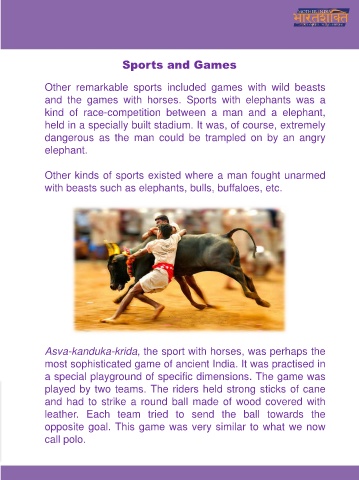 भारतशक्ति
Sports and Games
Other remarkable sports included games with wild beasts
and the games with horses. Sports with elephants was a
kind of race-competition between a man and a elephant,
held in a specially built stadium. It was, of course, extremely
dangerous as the man could be trampled on by an angry
elephant.
Other kinds of sports existed where a man fought unarmed
with beasts such as elephants, bulls, buffaloes, etc.
Asva-kanduka-krida, the sport with horses, was perhaps the
most sophisticated game of ancient India. It was practised in
a special playground of specific dimensions. The game was
played by two teams. The riders held strong sticks of cane
and had to strike a round ball made of wood covered with
leather. Each team tried to send the ball towards the
opposite goal. This game was very similar to what we now
call polo.